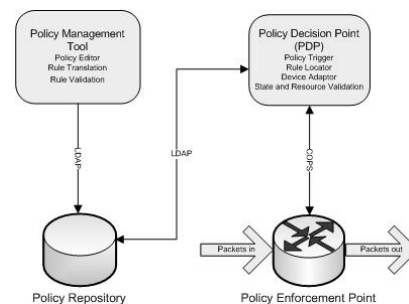 Policy Management
Tool
Policy Editor
Rule Translation
Rule Validation
Policy Decision Point
(PDP)
Policy Trigger
Rule Locator
Device Adaptor
State and Resource Validation
LDAP
LDAP
COPS
Packets in
Packets out
Policy Repository
Policy Enforcement Point